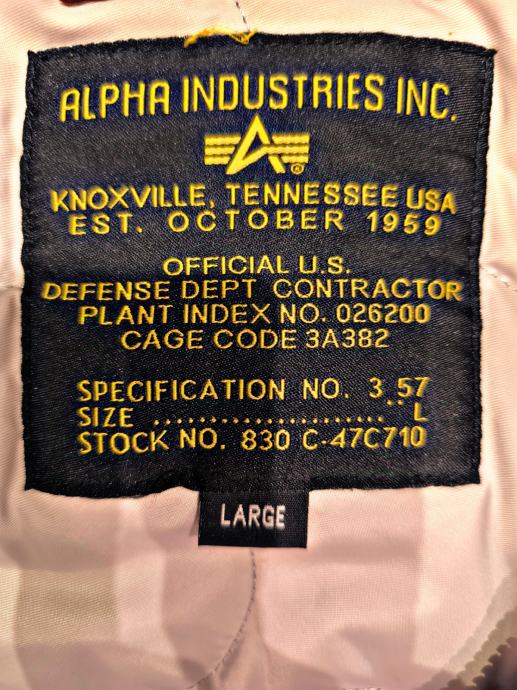 ALPHA INDUSTRIES INC.
KNOXVILLE, TENNESSEE USA
EST. OCTOBER 1959
OFFICIAL U.S.
DEFENSE DEPT CONTRACTOR
PLANT INDEX NO. 026200
CAGE CODE 3A382
SPECIFICATION NO. 3.57
SIZE ........................ L
STOCK NO. 830 C-47C710
LARGE